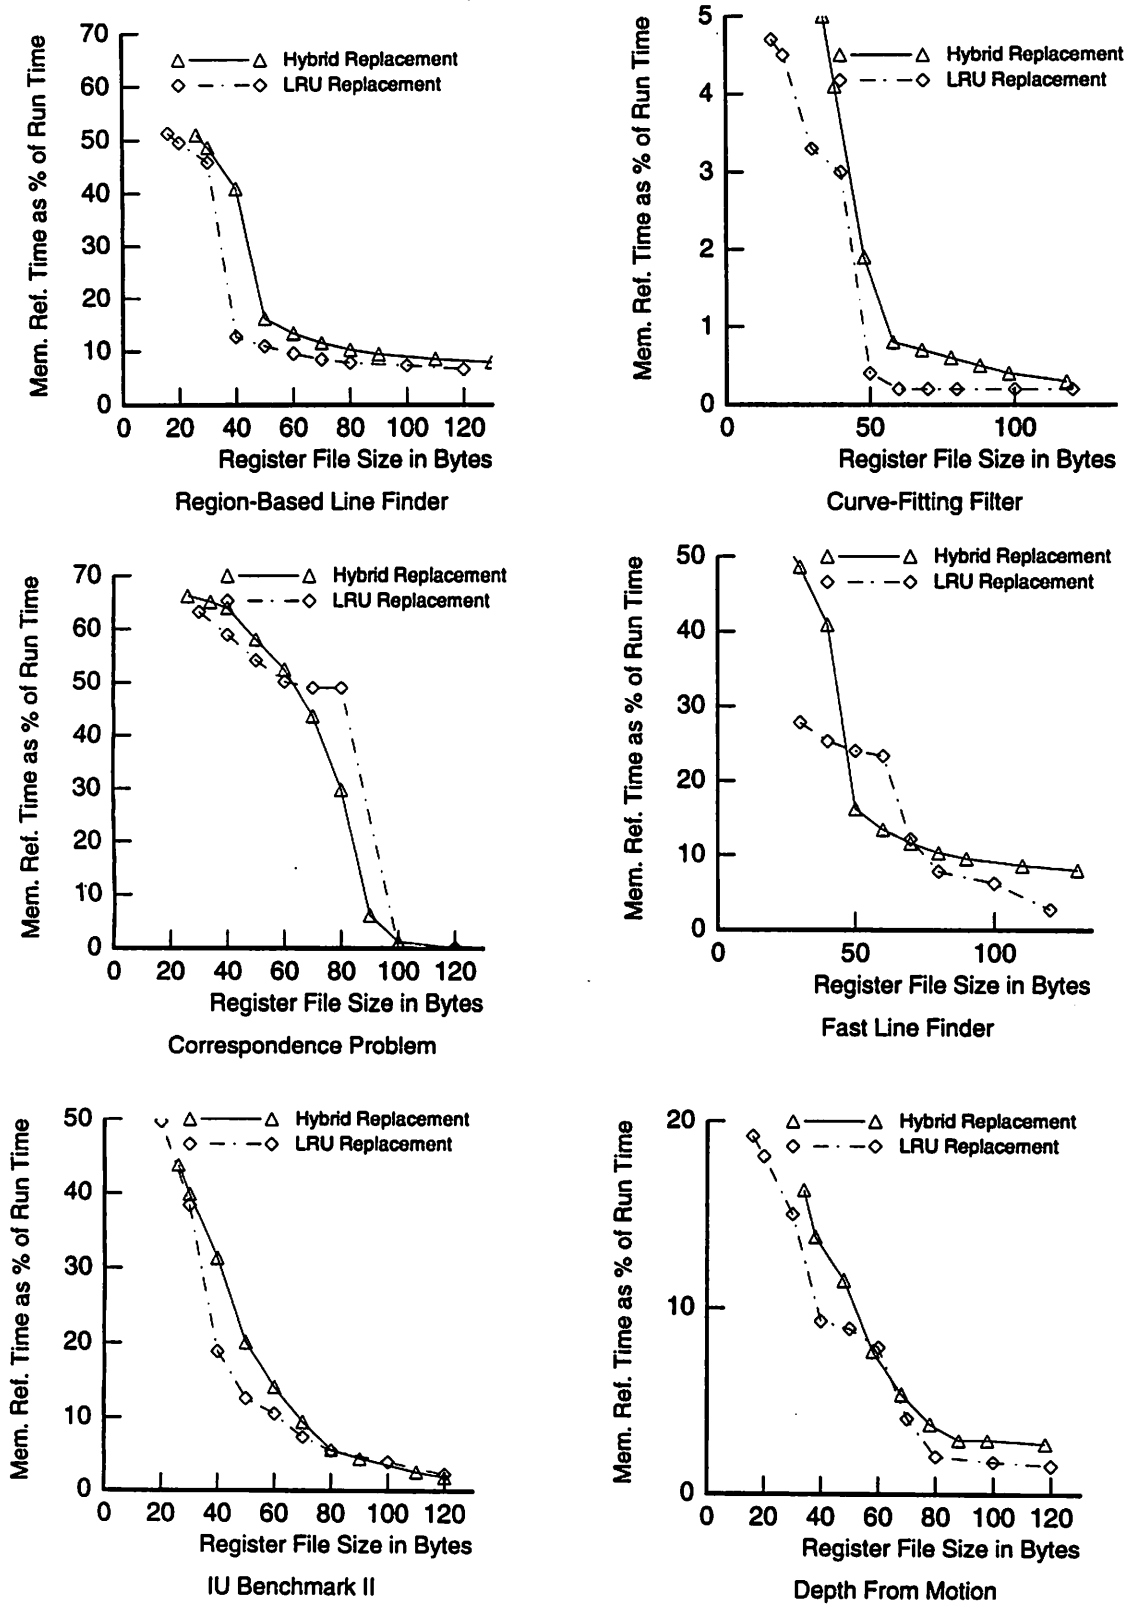 Mem. Ref. Time as % of Run Time
70
60
50
40
30
20
10
0
Hybrid Replacement
LRU Replacement
0 20 40 60 80 100 120
Register File Size in Bytes
Region-Based Line Finder
Mem. Ref. Time as % of Run Time
5
4
3
2
1
0
Hybrid Replacement
LRU Replacement
0 50 100
Register File Size in Bytes
Curve-Fitting Filter
Mem. Ref. Time as % of Run Time
70
60
50
40
30
20
10
0
Hybrid Replacement
LRU Replacement
0 20 40 60 80 100 120
Register File Size in Bytes
Correspondence Problem
Mem. Ref. Time as % of Run Time
50
40
30
20
10
0
Hybrid Replacement
LRU Replacement
0 50 100
Register File Size in Bytes
Fast Line Finder
Mem. Ref. Time as % of Run Time
50
40
30
20
10
0
Hybrid Replacement
LRU Replacement
0 20 40 60 80 100 120
Register File Size in Bytes
IU Benchmark II
Mem. Ref. Time as % of Run Time
20
10
0
Hybrid Replacement
LRU Replacement
0 20 40 60 80 100 120
Register File Size in Bytes
Depth From Motion